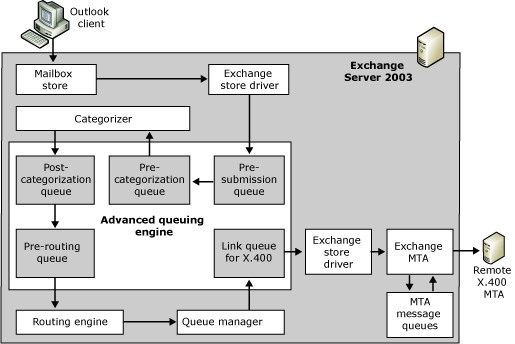 Outlook
client
Exchange
Server 2003
Mailbox
store
Exchange
store driver
Categorizer
Post-
categorization
queue
Pre-
categorization
queue
Pre-
submission
queue
Advanced queuing
engine
Pre-routing
queue
Link queue
for X.400
Exchange
store
driver
Exchange
MTA
Remote
X.400
MTA
MTA
message
queues
Routing engine
Queue manager